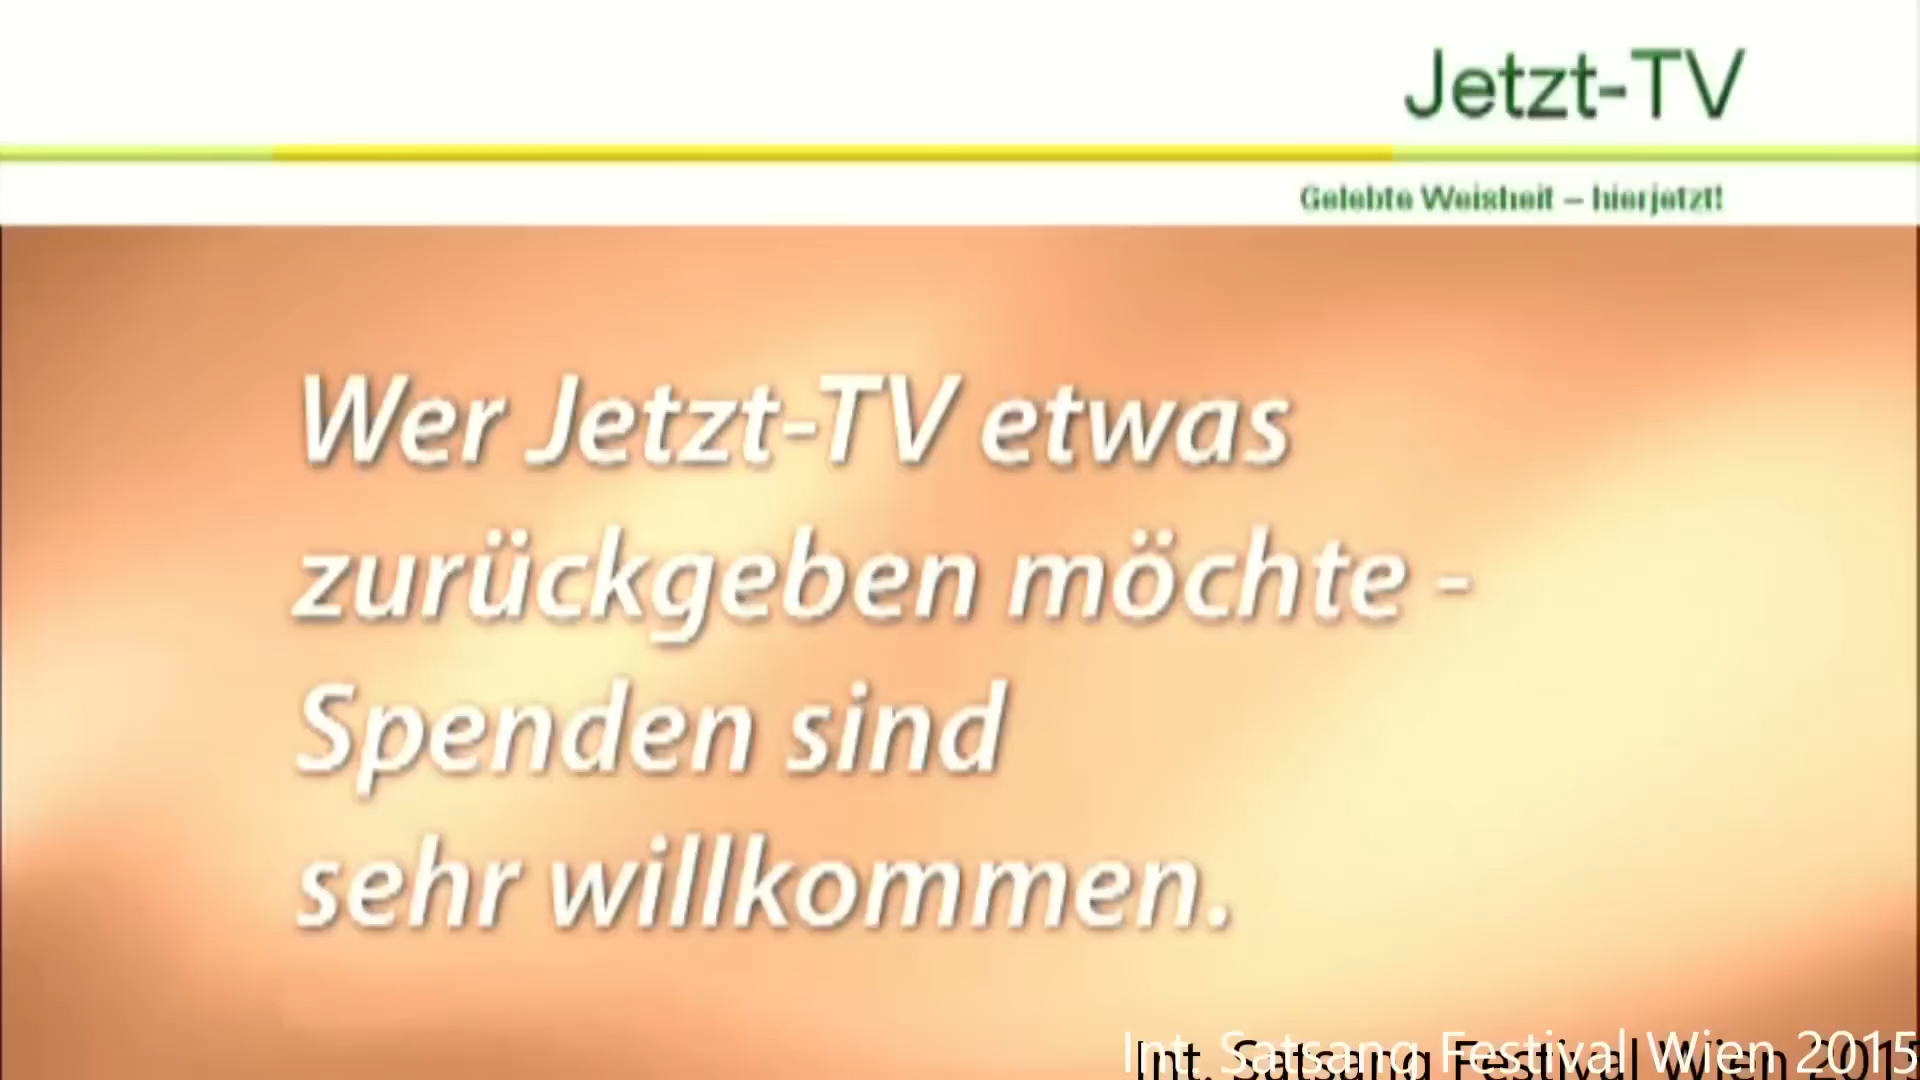 Jetzt-TV
Gelebte Weisheit – hierjetzt!
Wer Jetzt-TV etwas
zurückgeben möchte -
Spenden sind
sehr willkommen.
Int. Satsang Festival Wien 2015